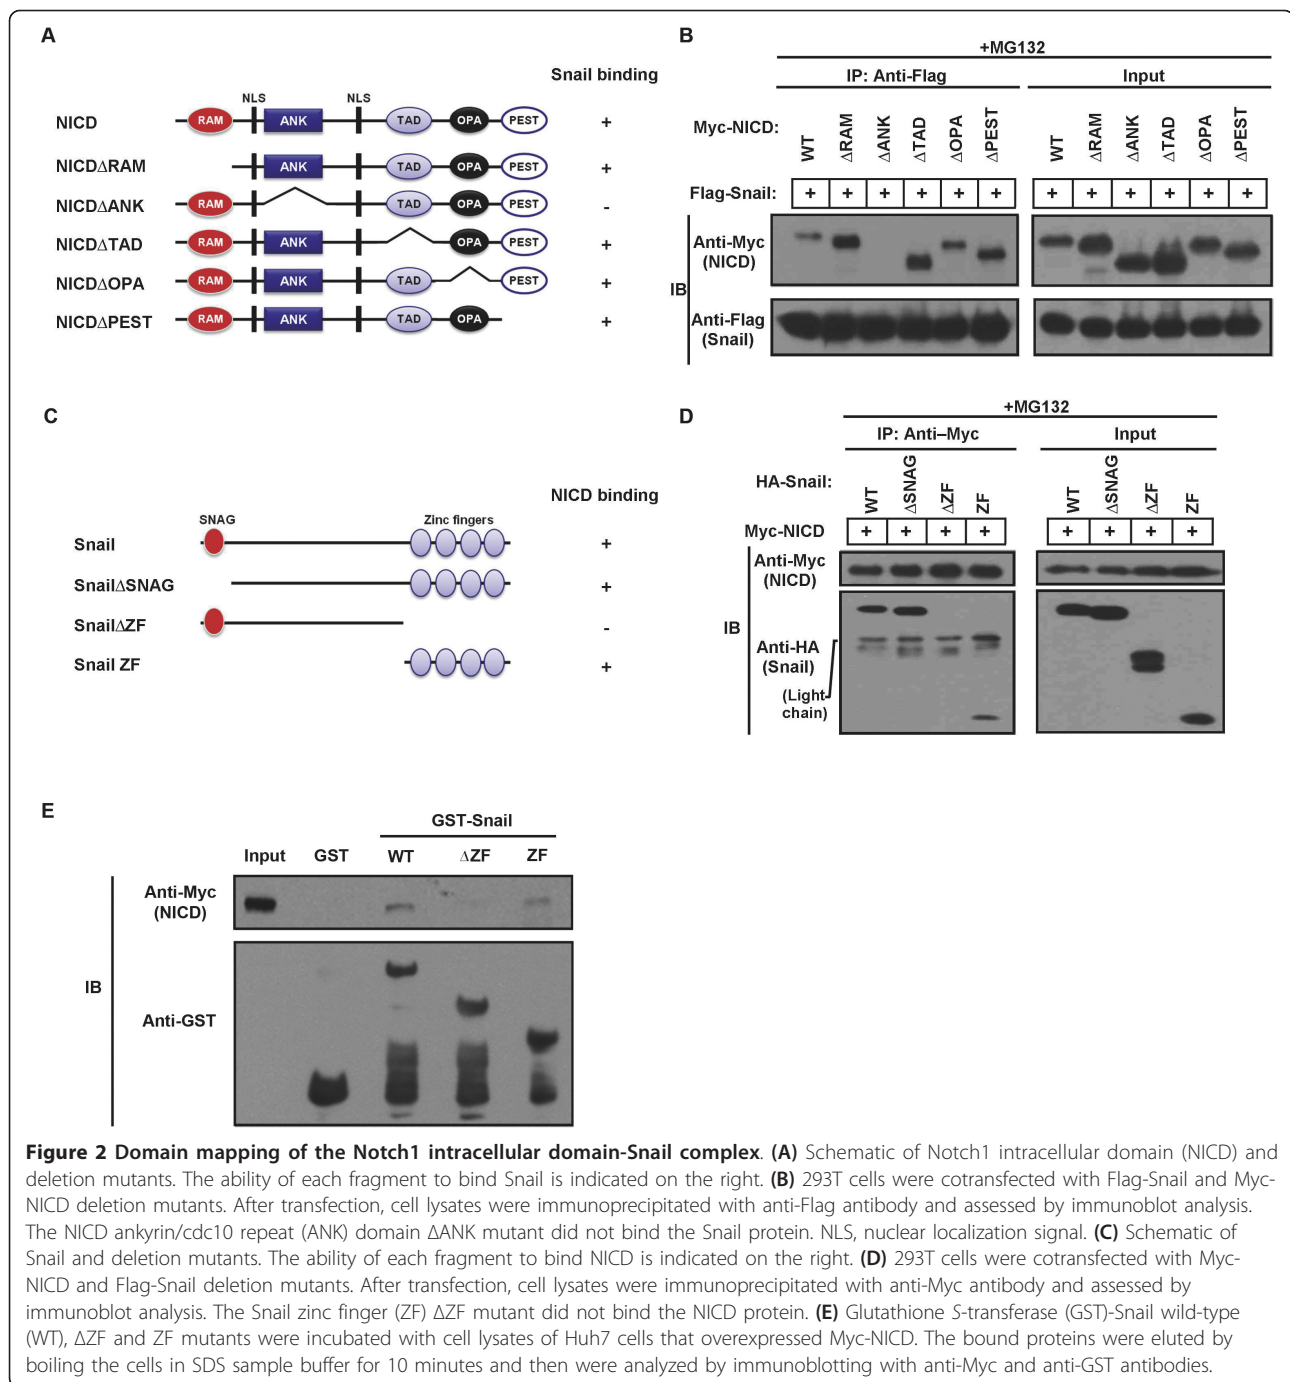 A
Snail binding
NLS NLS
NICD RAM ANK TAD OPA PEST +
NICDΔRAM ANK TAD OPA PEST +
NICDΔANK RAM TAD OPA PEST -
NICDΔTAD RAM ANK OPA PEST +
NICDΔOPA RAM ANK TAD PEST +
NICDΔPEST RAM ANK TAD OPA +
B
+MG132
IP: Anti-Flag Input
Myc-NICD: WT ΔRAM ΔANK ΔTAD ΔOPA ΔPEST WT ΔRAM ΔANK ΔTAD ΔOPA ΔPEST
Flag-Snail: + + + + + + + + + + + +
Anti-Myc
(NICD)
IB
Anti-Flag
(Snail)
C
NICD binding
SNAG Zinc fingers
Snail +
SnailΔSNAG +
SnailΔZF -
Snail ZF +
D
+MG132
IP: Anti–Myc Input
HA-Snail: WT ΔSNAG ΔZF ZF WT ΔSNAG ΔZF ZF
Myc-NICD + + + + + + + +
Anti-Myc
(NICD)
IB
Anti-HA
(Snail)
(Light
chain)
E
GST-Snail
Input GST WT ΔZF ZF
Anti-Myc
(NICD)
IB
Anti-GST
Figure 2 Domain mapping of the Notch1 intracellular domain-Snail complex. (A) Schematic of Notch1 intracellular domain (NICD) and
deletion mutants. The ability of each fragment to bind Snail is indicated on the right. (B) 293T cells were cotransfected with Flag-Snail and Myc-
NICD deletion mutants. After transfection, cell lysates were immunoprecipitated with anti-Flag antibody and assessed by immunoblot analysis.
The NICD ankyrin/cdc10 repeat (ANK) domain ΔANK mutant did not bind the Snail protein. NLS, nuclear localization signal. (C) Schematic of
Snail and deletion mutants. The ability of each fragment to bind NICD is indicated on the right. (D) 293T cells were cotransfected with Myc-
NICD and Flag-Snail deletion mutants. After transfection, cell lysates were immunoprecipitated with anti-Myc antibody and assessed by
immunoblot analysis. The Snail zinc finger (ZF) ΔZF mutant did not bind the NICD protein. (E) Glutathione S-transferase (GST)-Snail wild-type
(WT), ΔZF and ZF mutants were incubated with cell lysates of Huh7 cells that overexpressed Myc-NICD. The bound proteins were eluted by
boiling the cells in SDS sample buffer for 10 minutes and then were analyzed by immunoblotting with anti-Myc and anti-GST antibodies.